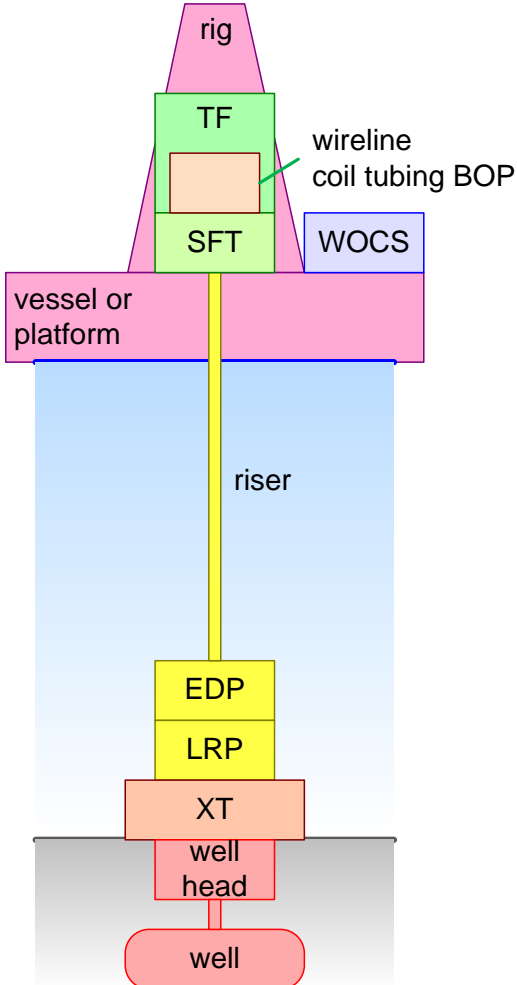 rig
TF
wireline
coil tubing BOP
SFT
WOCS
vessel or
platform
riser
EDP
LRP
XT
well
head
well